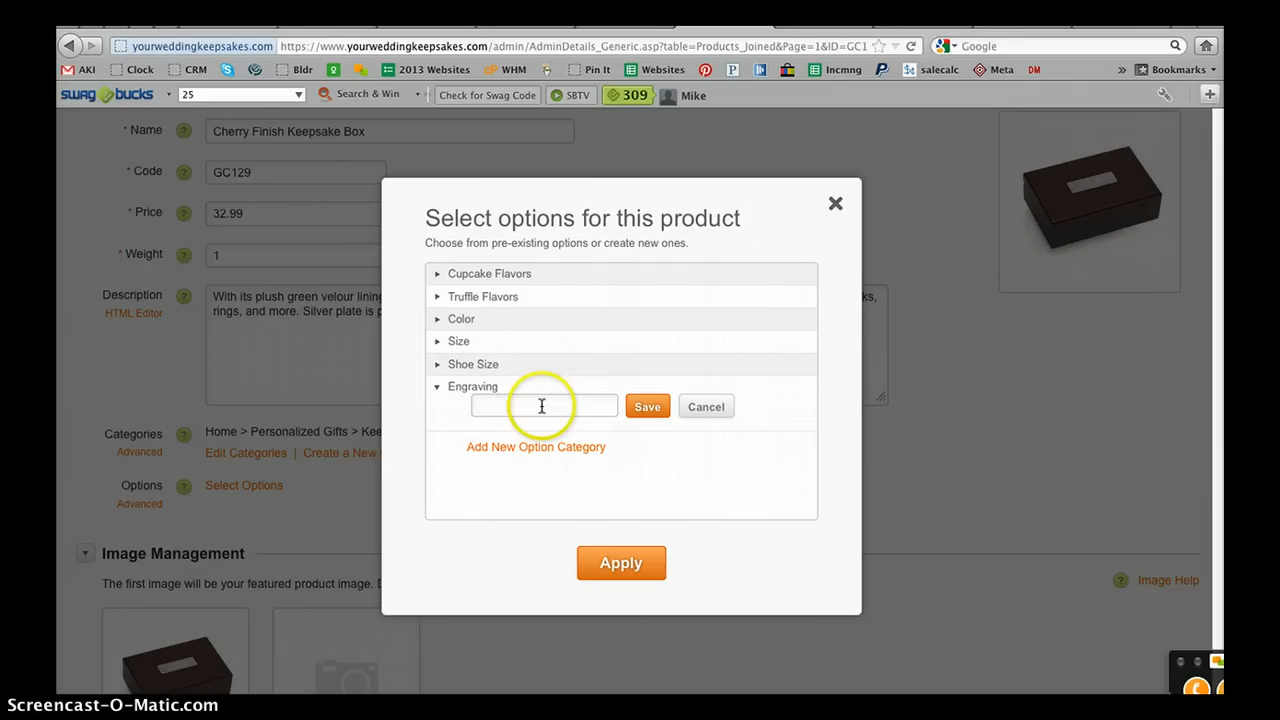 yourweddingkeepsakes.com https://www.yourweddingkeepsakes.com/admin/AdminDetails_Generic.asp?table=Products_Joined&Page=1&ID=GC1 Google
AKI Clock CRM Bldr 2013 Websites WHM Pin It Websites Incmng salecalc Meta DM » Bookmarks
swagbucks 25 Search & Win Check for Swag Code SBTV 309 Mike
* Name ? Cherry Finish Keepsake Box
* Code ? GC129
* Price ? 32.99
* Weight ? 1
Description ? With its plush green velour lining
HTML Editor rings, and more. Silver plate is p
Select options for this product
Choose from pre-existing options or create new ones.
Cupcake Flavors
Truffle Flavors
Color
Size
Shoe Size
Engraving
Save Cancel
Add New Option Category
Apply
Categories ? Home > Personalized Gifts > Kee
Advanced Edit Categories | Create a New
Options ? Select Options
Advanced
Image Management
The first image will be your featured product image. D
? Image Help
Screencast-O-Matic.com